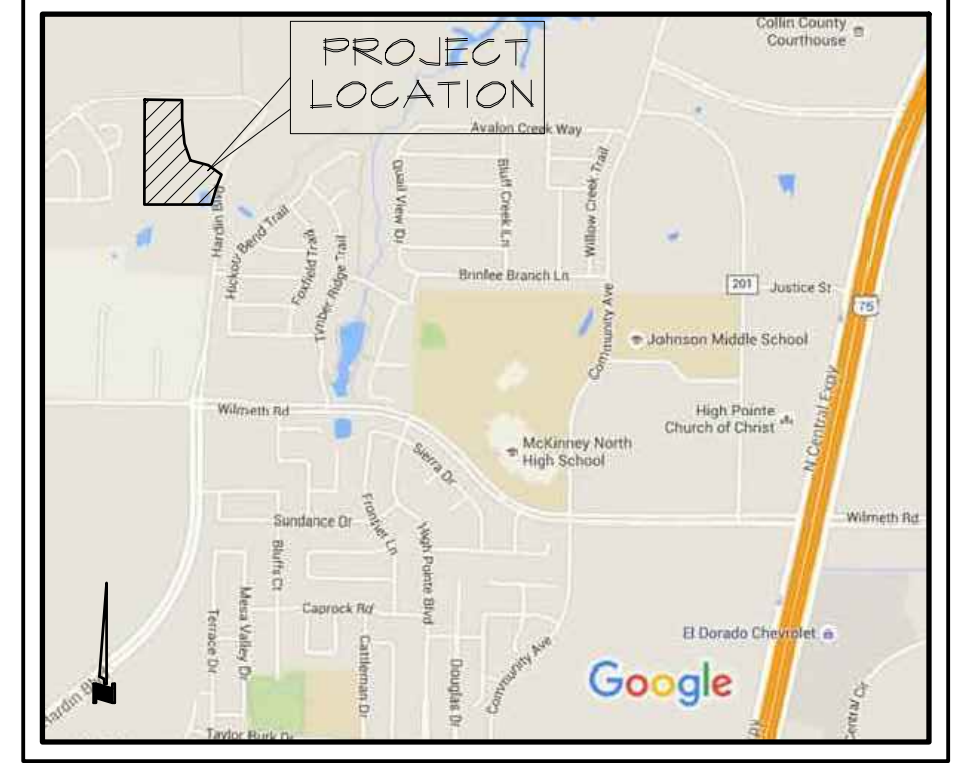 Collin County
Courthouse
PROJECT
LOCATION
Avalon Creek Way
Quail View Dr
Bluff Creek Ln
Willow Creek Trail
Hardin Blvd
Hickory Bend Trail
Foxfield Trail
Tymber Ridge Trail
Brinlee Branch Ln
201
Justice St
75
Community Ave
Johnson Middle School
Wilmeth Rd
High Pointe
Church of Christ
N Central Expy
McKinney North
High School
Sierra Dr
Sundance Dr
Frontier Ln
High Pointe Blvd
Wilmeth Rd
Bluffs Ct
Mesa Valley Dr
Terrace Dr
Caprock Rd
Cattleman Dr
Douglas Dr
Community Ave
El Dorado Chevrolet
Google
Hardin Bl
N
Central Cir
Taylor Burk Dr
xpy